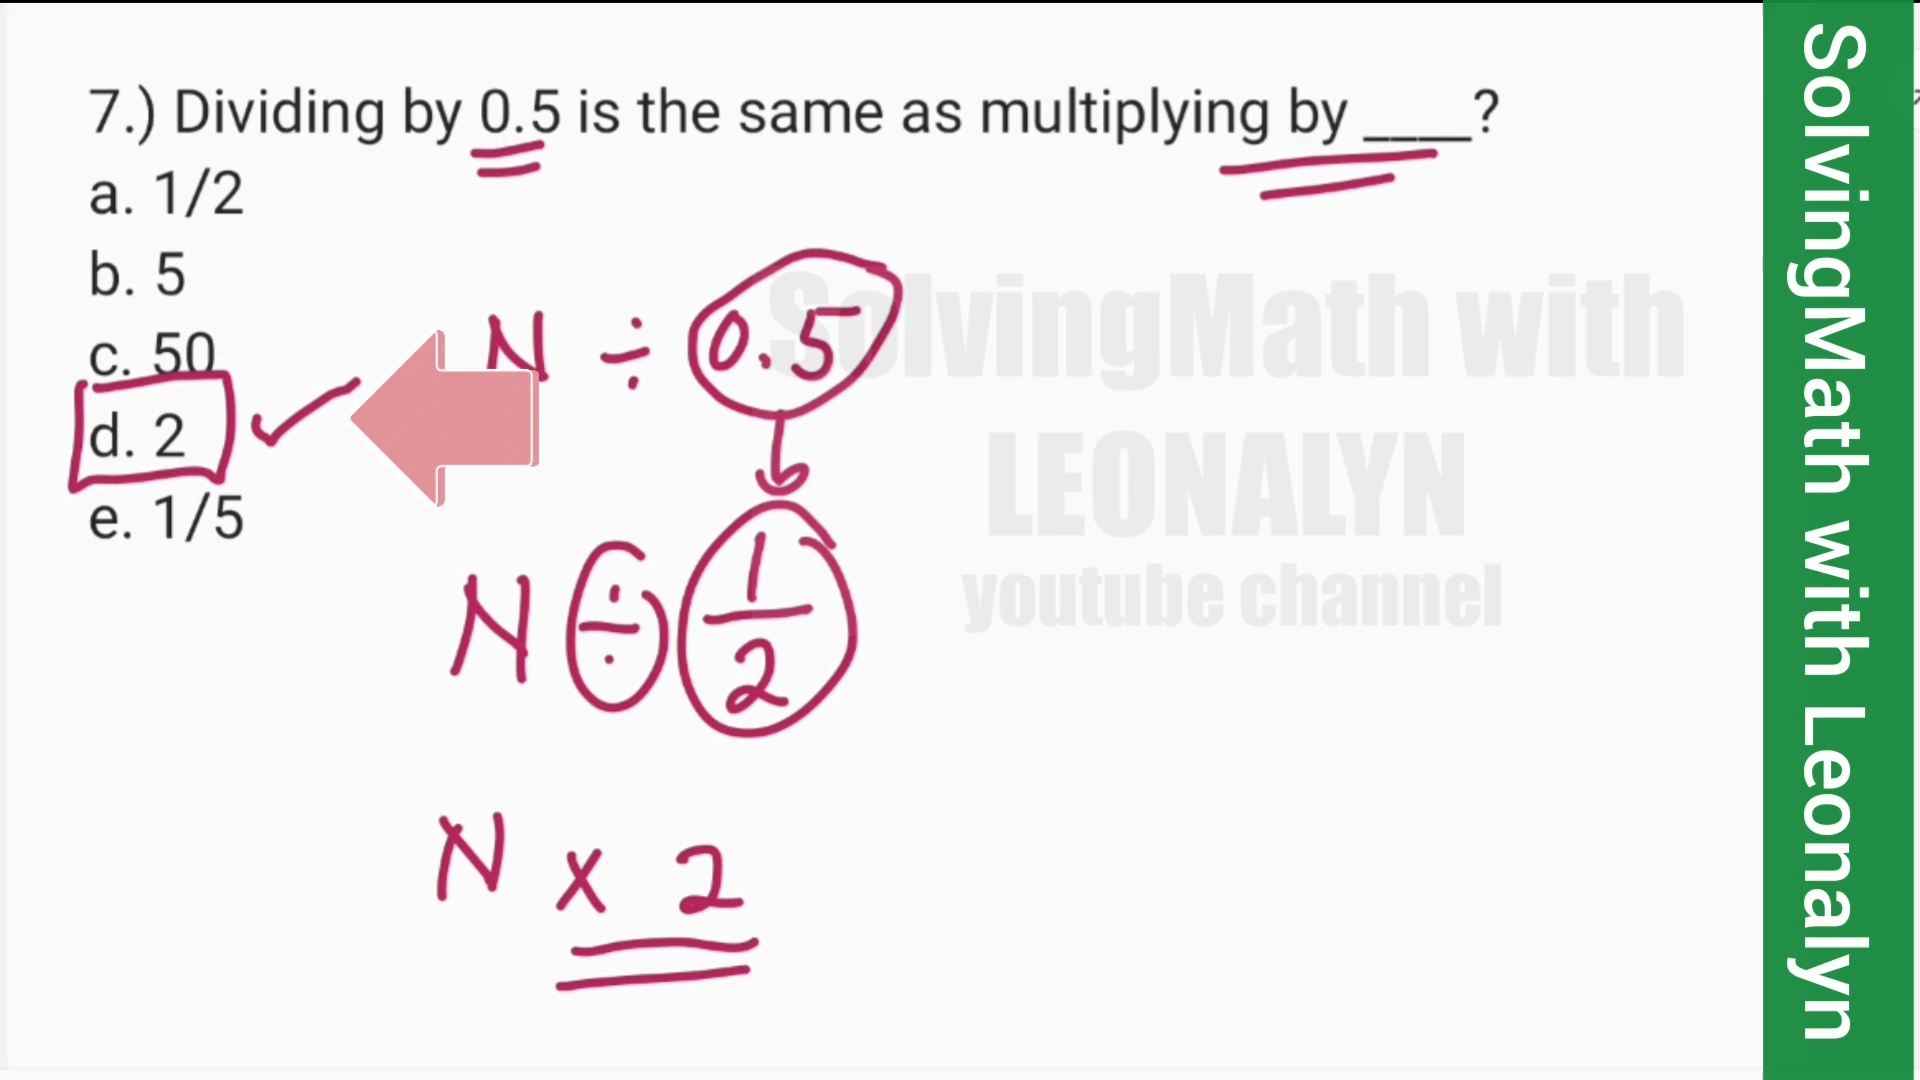 7.) Dividing by 0.5 is the same as multiplying by ____?
a. 1/2
b. 5
c. 50
d. 2
e. 1/5
N ÷ 0.5
N ÷ 1/2
N x 2
SolvingMath with
LEONALYN
youtube channel
SolvingMath with Leonalyn